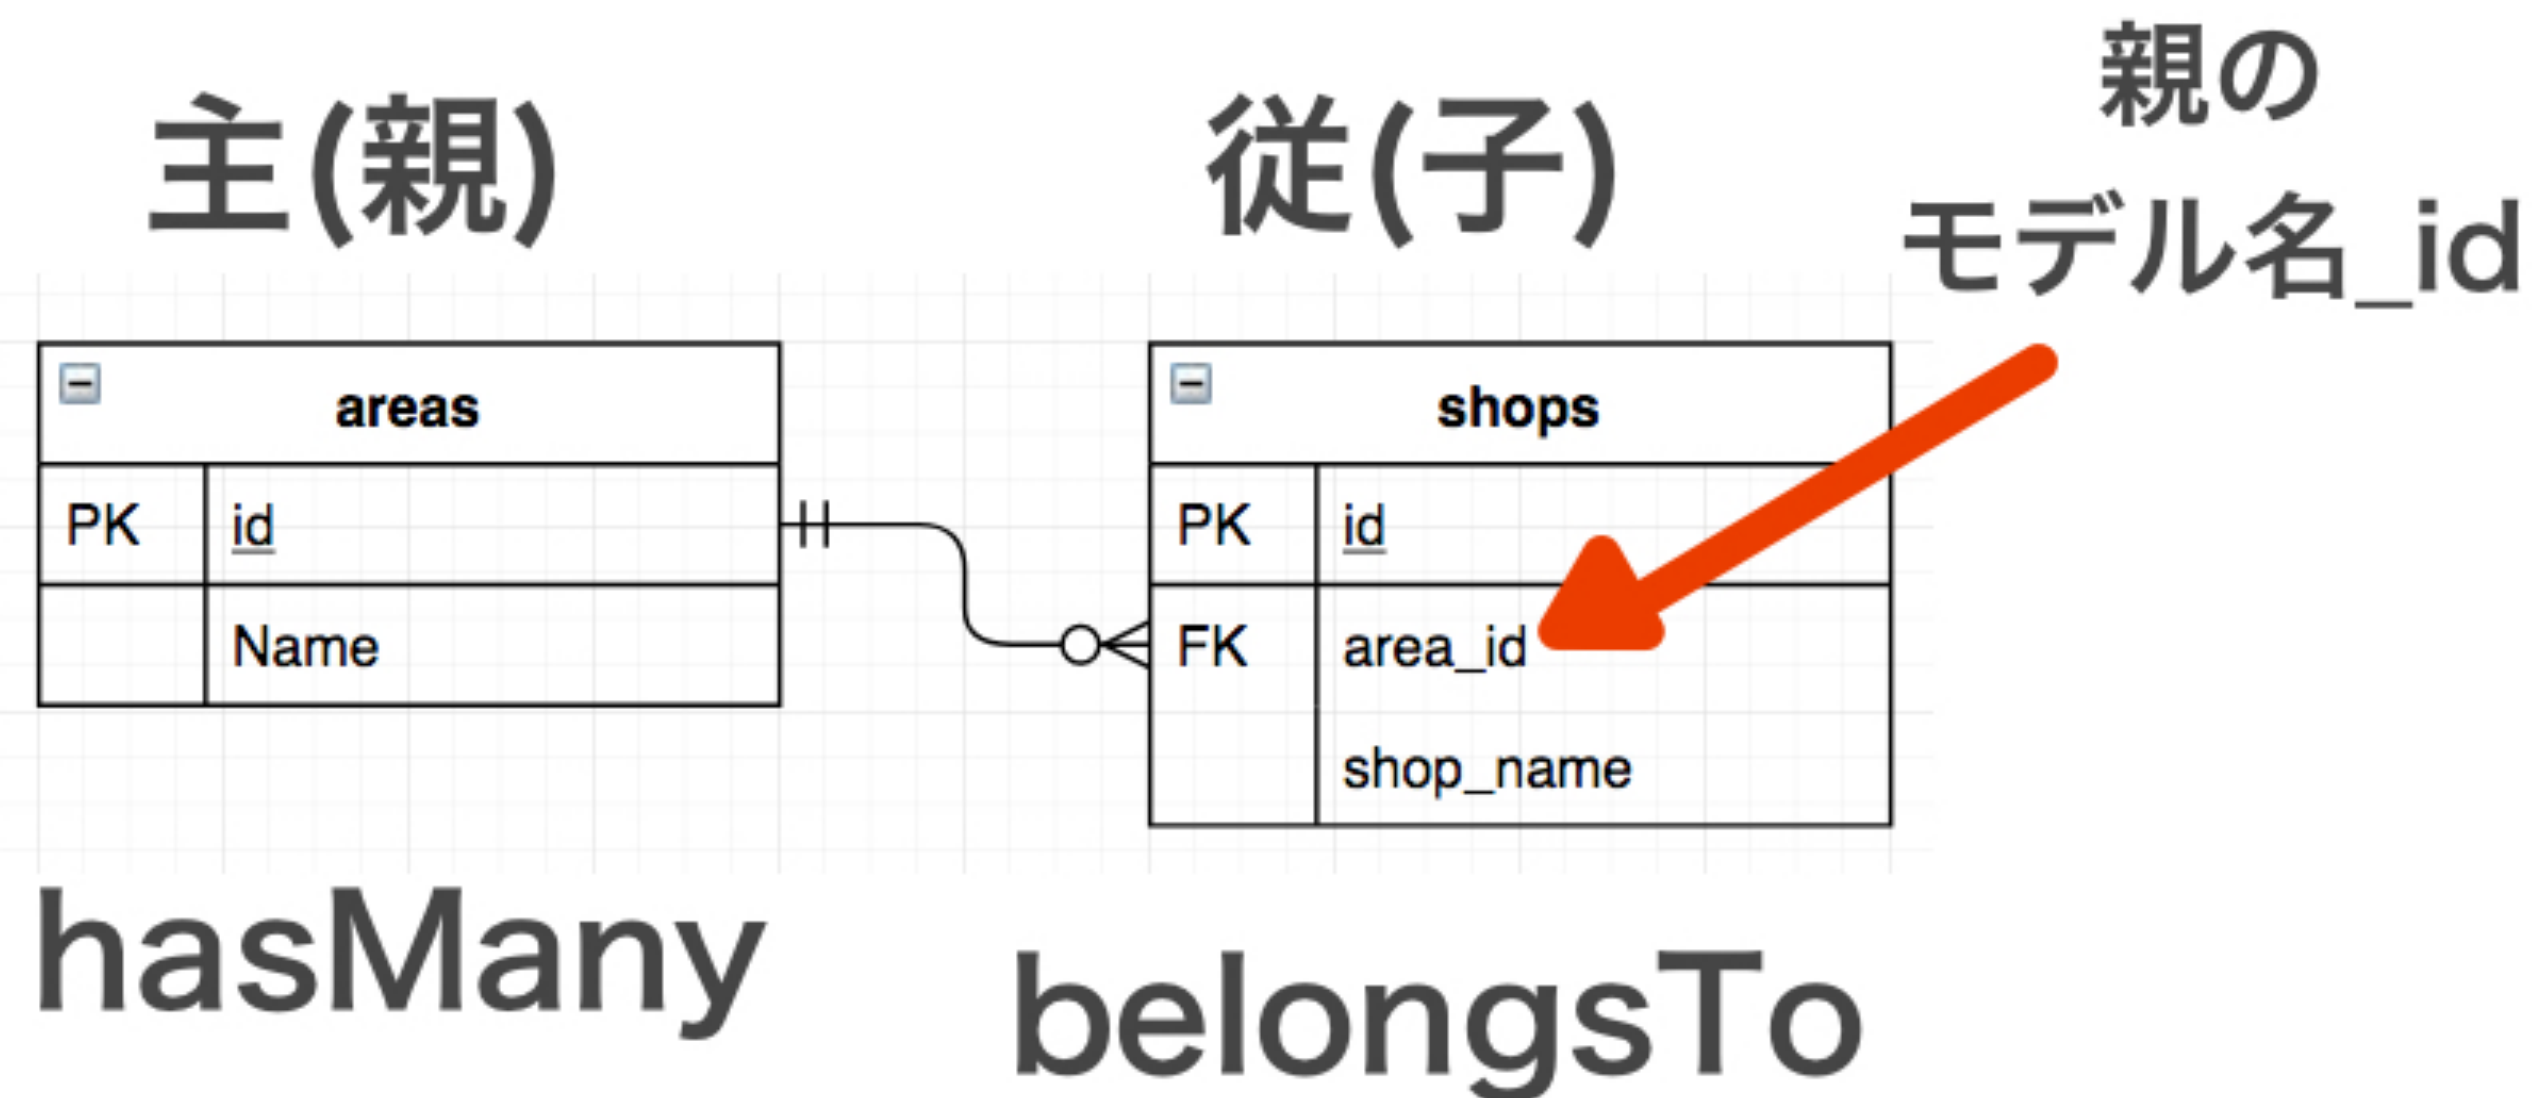 主(親)
従(子)
親の
モデル名_id
areas
PK id
Name
shops
PK id
FK area_id
shop_name
hasMany
belongsTo